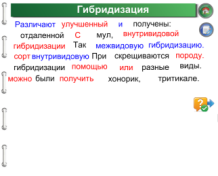 Гибридизация
Различают улучшенный и получены:
отдаленной С мул, внутривидовой
гибридизации Так межвидовую гибридизацию.
сорт внутривидовую При скрещиваются породу.
гибридизации помощью или разные виды.
можно были получить хонорик, тритикале.